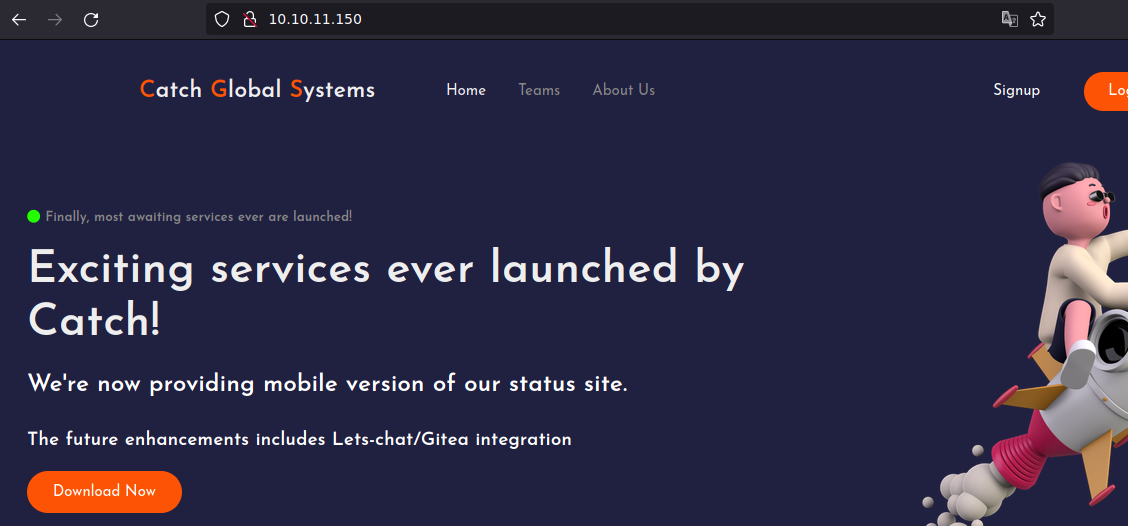 10.10.11.150
Catch Global Systems
Home
Teams
About Us
Signup
Finally, most awaiting services ever are launched!
Exciting services ever launched by
Catch!
We're now providing mobile version of our status site.
The future enhancements includes Lets-chat/Gitea integration
Download Now